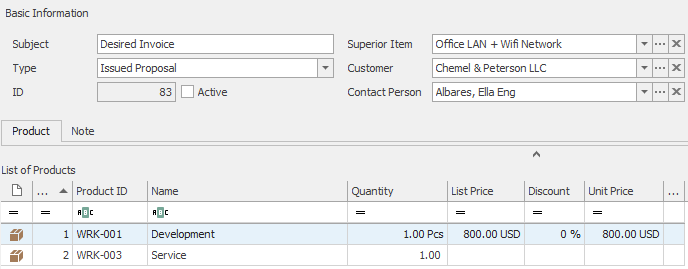 Basic Information
Subject Desired Invoice Superior Item Office LAN + Wifi Network ...
Type Issued Proposal Customer Chemel & Peterson LLC ...
ID 83 Active Contact Person Albares, Ella Eng ...
Product Note
List of Products
... Product ID Name Quantity List Price Discount Unit Price ...
= = ABC ABC = = = =
1 WRK-001 Development 1.00 Pcs 800.00 USD 0 % 800.00 USD
2 WRK-003 Service 1.00